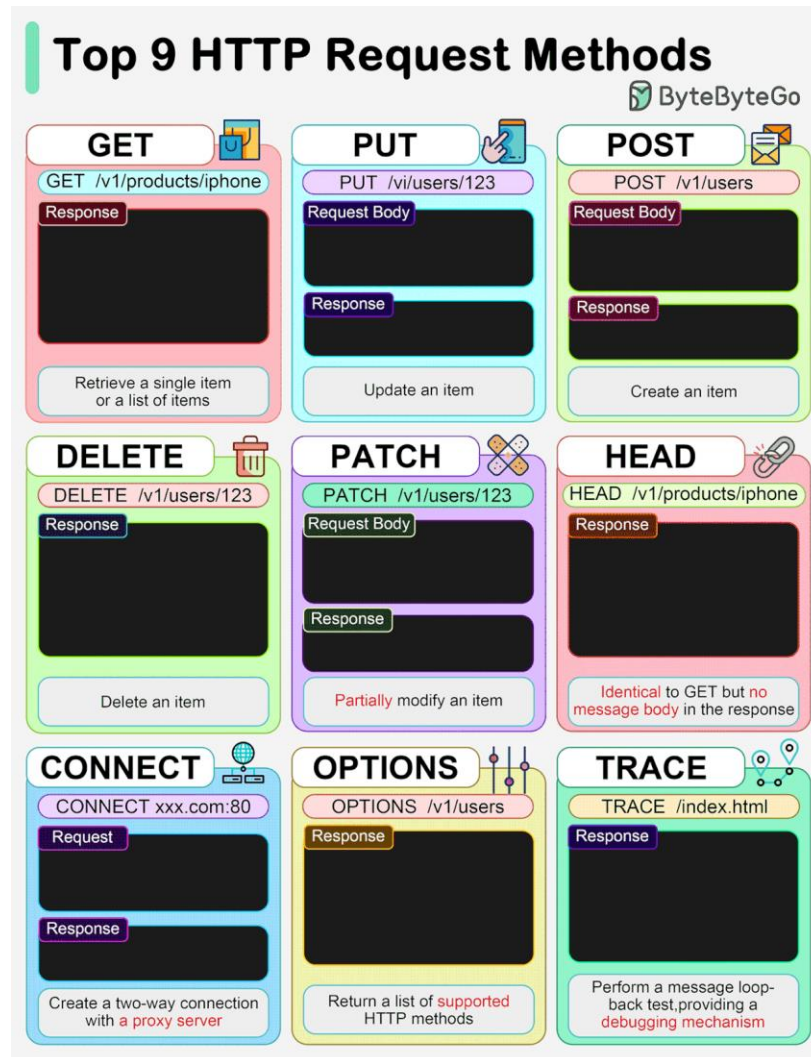 Top 9 HTTP Request Methods
ByteByteGo
GET
GET /v1/products/iphone
Response
Retrieve a single item
or a list of items
PUT
PUT /vi/users/123
Request Body
Response
Update an item
POST
POST /v1/users
Request Body
Response
Create an item
DELETE
DELETE /v1/users/123
Response
Delete an item
PATCH
PATCH /v1/users/123
Request Body
Response
Partially modify an item
HEAD
HEAD /v1/products/iphone
Response
Identical to GET but no
message body in the response
CONNECT
CONNECT xxx.com:80
Request
Response
Create a two-way connection
with a proxy server
OPTIONS
OPTIONS /v1/users
Response
Return a list of supported
HTTP methods
TRACE
TRACE /index.html
Response
Perform a message loop-
back test,providing a
debugging mechanism